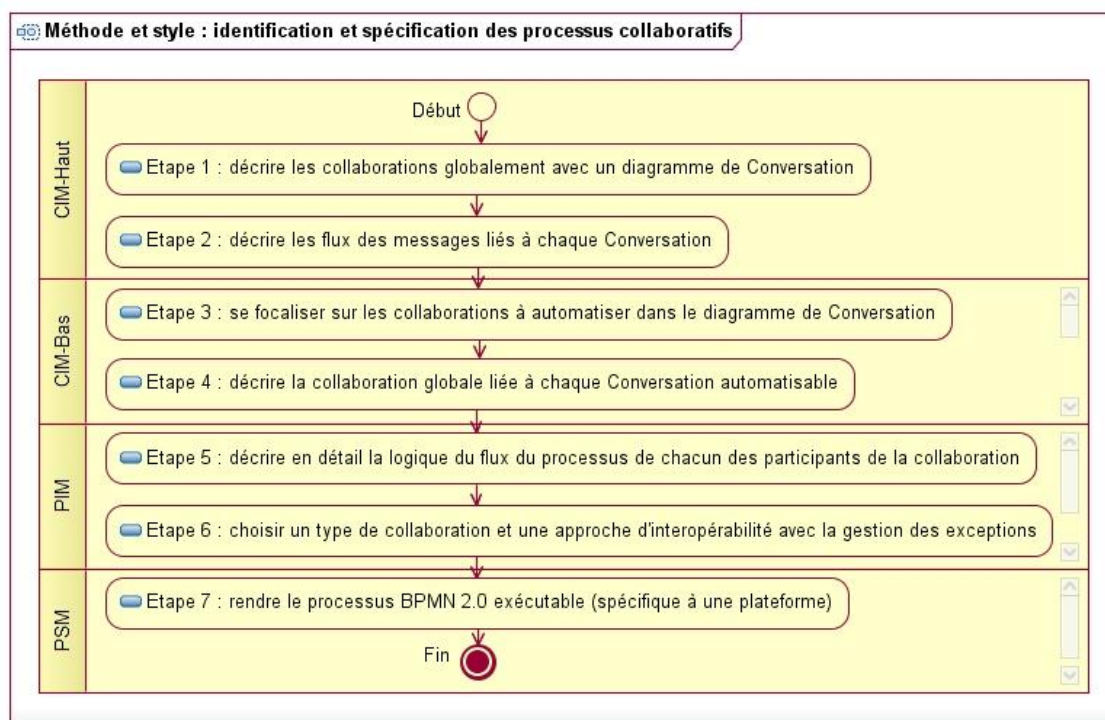 Méthode et style : identification et spécification des processus collaboratifs
CIM-Haut
Début
Etape 1 : décrire les collaborations globalement avec un diagramme de Conversation
Etape 2 : décrire les flux des messages liés à chaque Conversation
CIM-Bas
Etape 3 : se focaliser sur les collaborations à automatiser dans le diagramme de Conversation
Etape 4 : décrire la collaboration globale liée à chaque Conversation automatisable
PIM
Etape 5 : décrire en détail la logique du flux du processus de chacun des participants de la collaboration
Etape 6 : choisir un type de collaboration et une approche d'interopérabilité avec la gestion des exceptions
PSM
Etape 7 : rendre le processus BPMN 2.0 exécutable (spécifique à une plateforme)
Fin